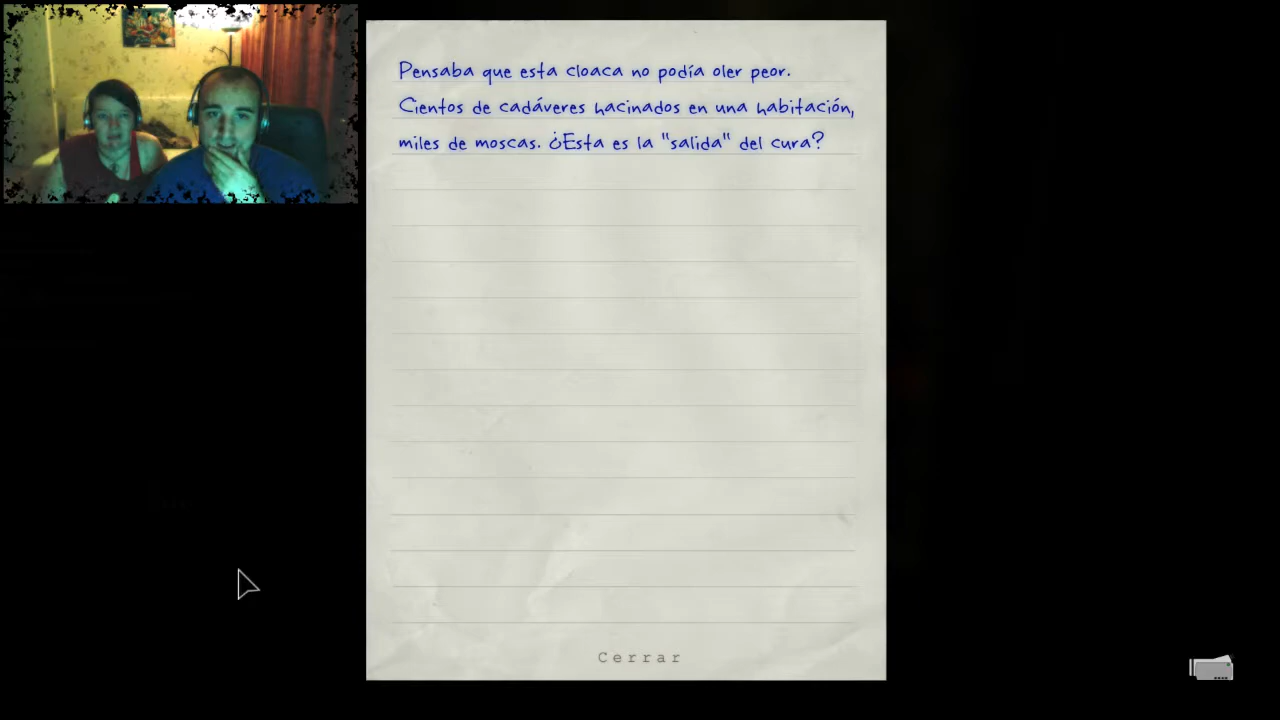 Pensaba que esta cloaca no podía oler peor.
Cientos de cadáveres hacinados en una habitación,
miles de moscas. ¿Esta es la "salida" del cura?
Cerrar